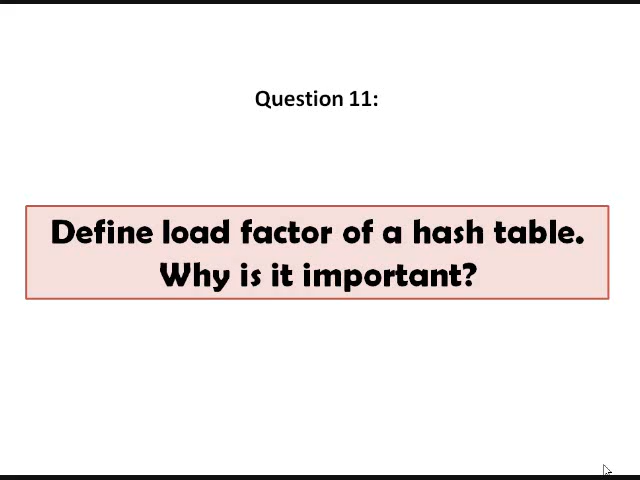 Question 11:
Define load factor of a hash table.
Why is it important?